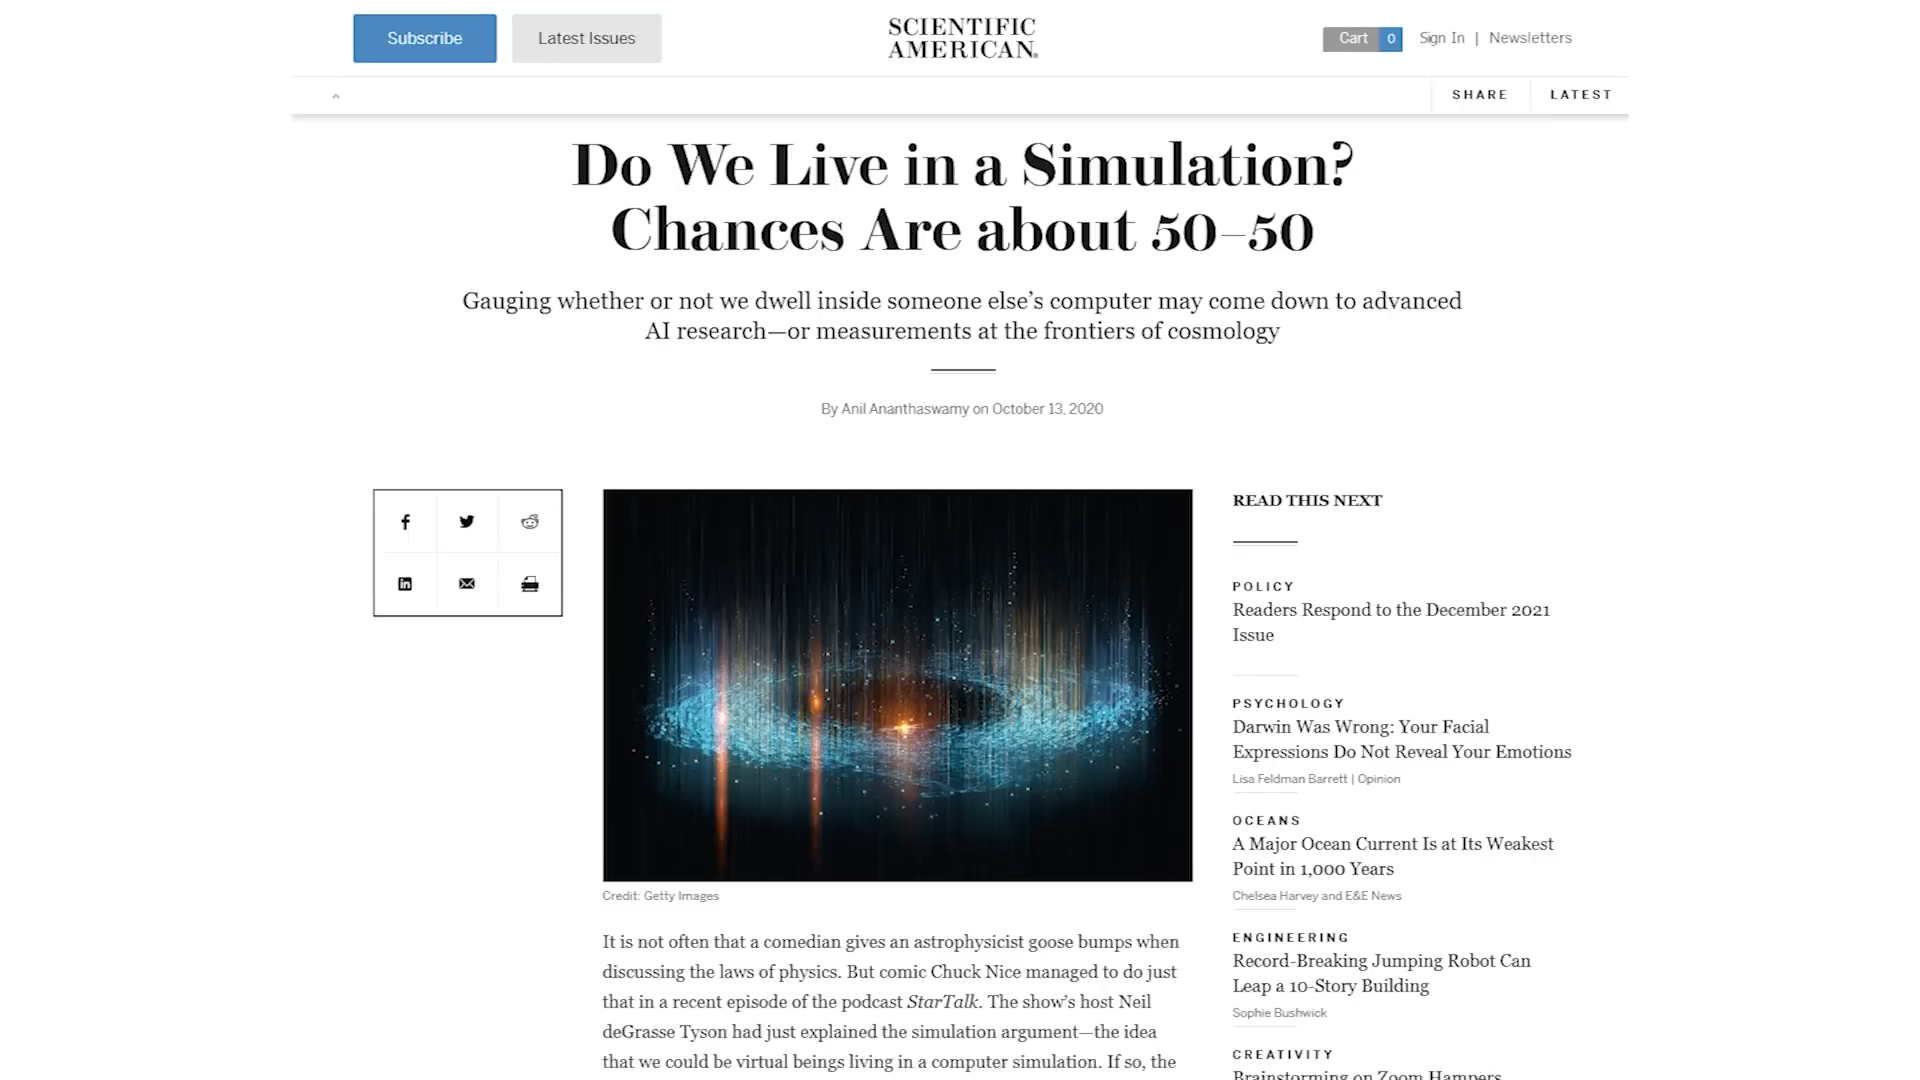 Subscribe
Latest Issues
SCIENTIFIC
AMERICAN®
Cart 0
Sign In | Newsletters
SHARE
LATEST
Do We Live in a Simulation?
Chances Are about 50–50
Gauging whether or not we dwell inside someone else’s computer may come down to advanced
AI research—or measurements at the frontiers of cosmology
By Anil Ananthaswamy on October 13, 2020
Credit: Getty Images
It is not often that a comedian gives an astrophysicist goose bumps when
discussing the laws of physics. But comic Chuck Nice managed to do just
that in a recent episode of the podcast StarTalk. The show’s host Neil
deGrasse Tyson had just explained the simulation argument—the idea
that we could be virtual beings living in a computer simulation. If so, the
READ THIS NEXT
POLICY
Readers Respond to the December 2021
Issue
PSYCHOLOGY
Darwin Was Wrong: Your Facial
Expressions Do Not Reveal Your Emotions
Lisa Feldman Barrett | Opinion
OCEANS
A Major Ocean Current Is at Its Weakest
Point in 1,000 Years
Chelsea Harvey and E&E News
ENGINEERING
Record-Breaking Jumping Robot Can
Leap a 10-Story Building
Sophie Bushwick
CREATIVITY
Brainstorming on Zoom Hampers